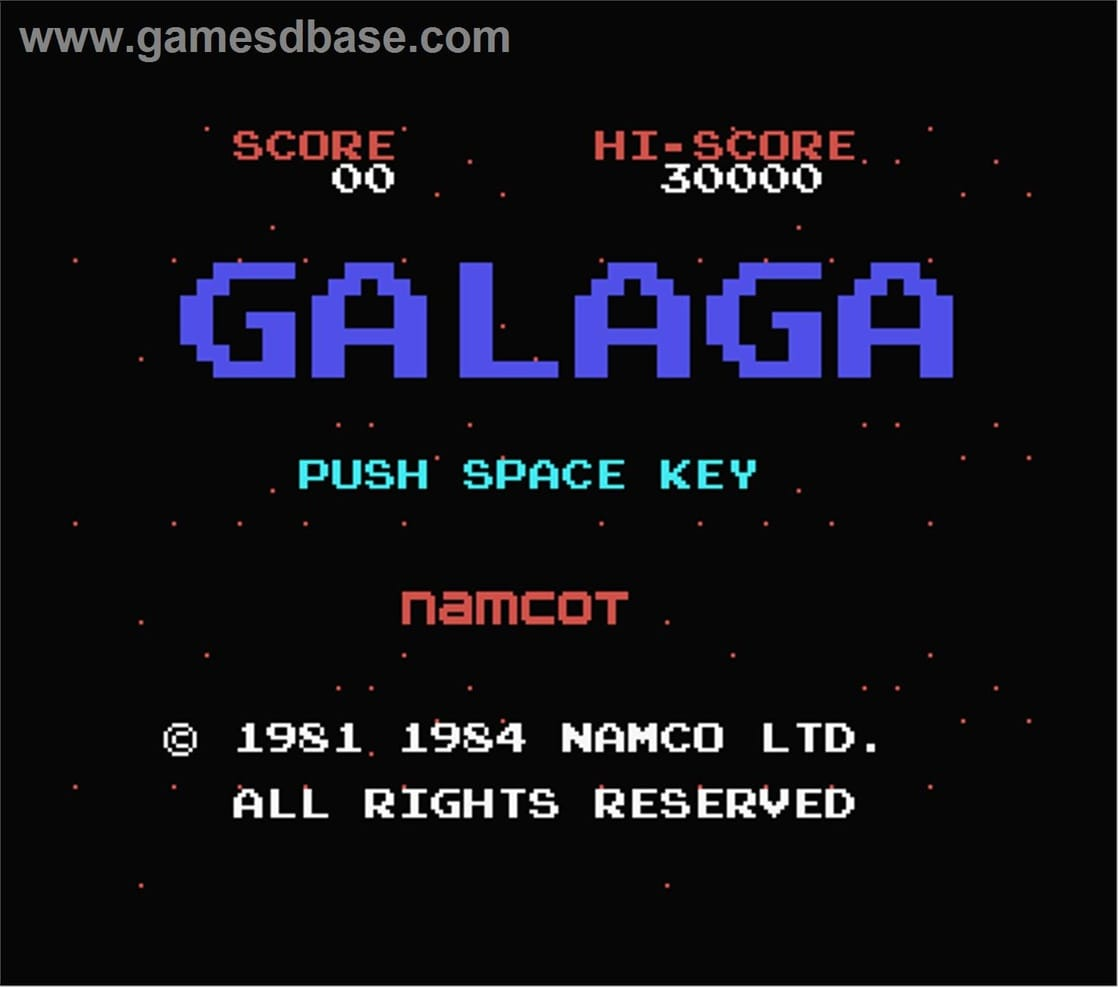 www.gamesdbase.com
SCORE HI-SCORE
00 30000
GALAGA
PUSH SPACE KEY
namcot
© 1981 1984 NAMCO LTD.
ALL RIGHTS RESERVED